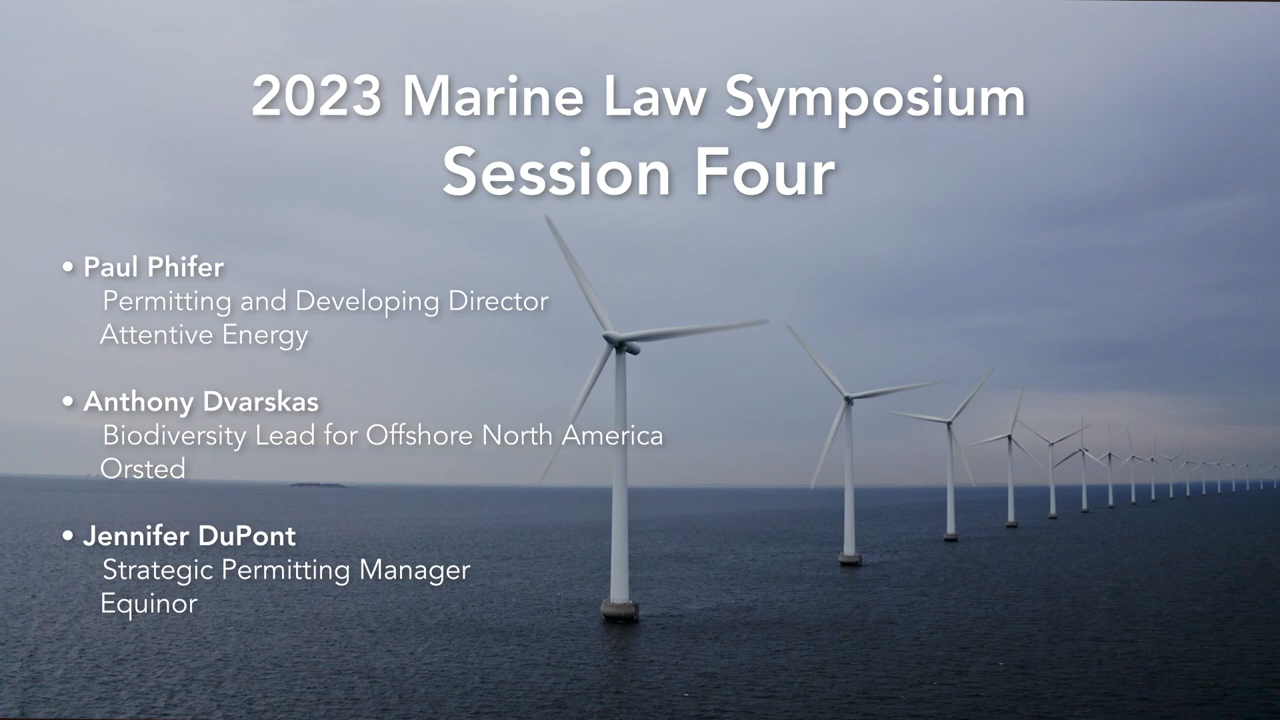 2023 Marine Law Symposium
Session Four
• Paul Phifer
Permitting and Developing Director
Attentive Energy
• Anthony Dvarskas
Biodiversity Lead for Offshore North America
Orsted
• Jennifer DuPont
Strategic Permitting Manager
Equinor